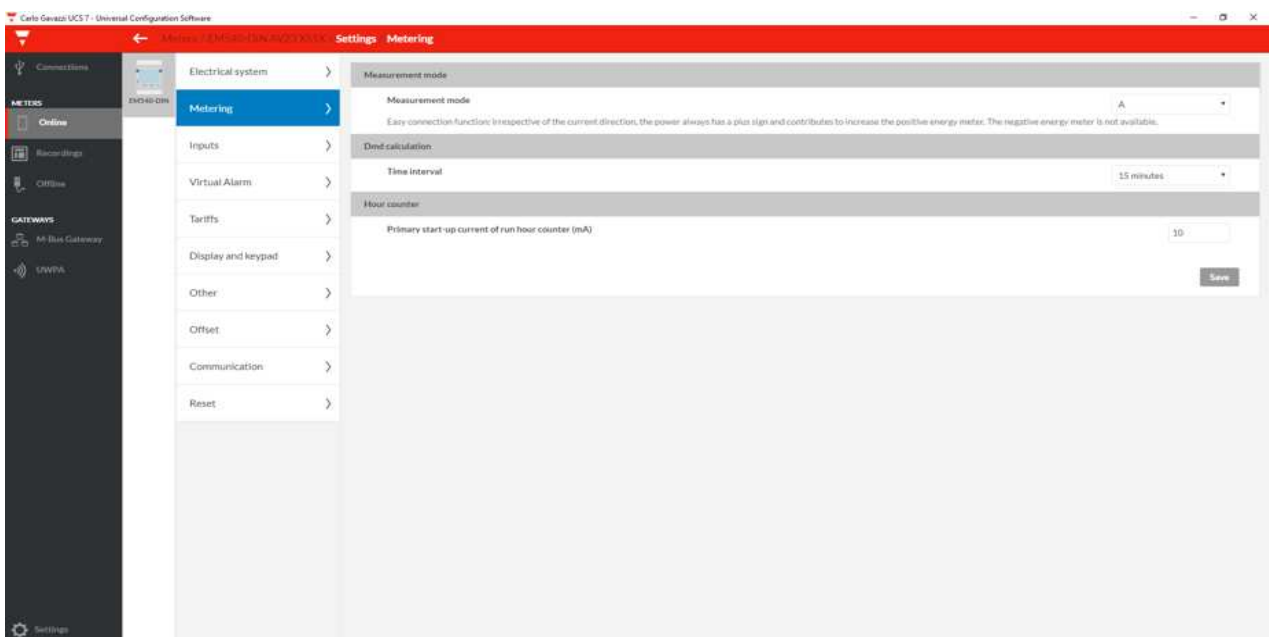 Carlo Gavazzi UCS 7 - Universal Configuration Software
Settings Metering
Connections
METERS
Online
Recordings
Offline
GATEWAYS
M-Bus Gateway
UWPA
Settings
EM540-DIN
Electrical system
Metering
Inputs
Virtual Alarm
Tariffs
Display and keypad
Other
Offset
Communication
Reset
Measurement mode
Measurement mode
A
Easy connection function: irrespective of the current direction, the power always has a plus sign and contributes to increase the positive energy meter. The negative energy meter is not available.
Dmd calculation
Time interval
15 minutes
Hour counter
Primary start-up current of run hour counter (mA)
10
Save